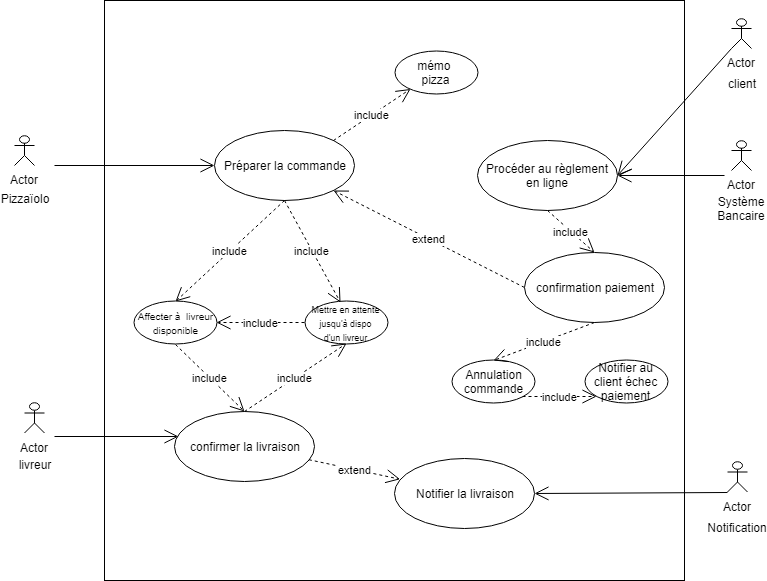 Actor
client
mémo
pizza
include
Actor
Pizzaïolo
Préparer la commande
Procéder au règlement
en ligne
Actor
Système
Bancaire
include
extend
include
include
confirmation paiement
Affecter à livreur
disponible
include
Mettre en attente
jusqu'à dispo
d'un livreur
include
include
include
Annulation
commande
include
Notifier au
client échec
paiement
Actor
livreur
confirmer la livraison
extend
Notifier la livraison
Actor
Notification